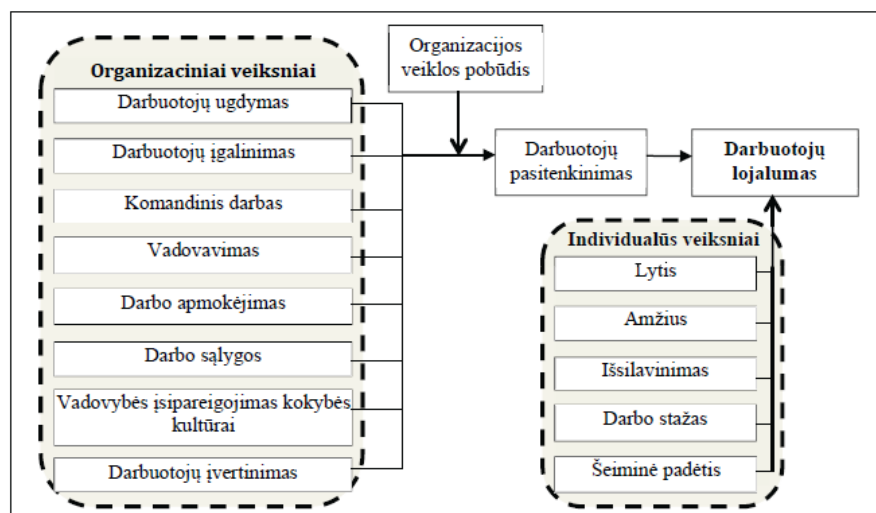 Organizaciniai veiksniai
Darbuotojų ugdymas
Darbuotojų įgalinimas
Komandinis darbas
Vadovavimas
Darbo apmokėjimas
Darbo sąlygos
Vadovybės įsipareigojimas kokybės
kultūrai
Darbuotojų įvertinimas
Organizacijos
veiklos pobūdis
Darbuotojų
pasitenkinimas
Darbuotojų
lojalumas
Individualūs veiksniai
Lytis
Amžius
Išsilavinimas
Darbo stažas
Šeiminė padėtis